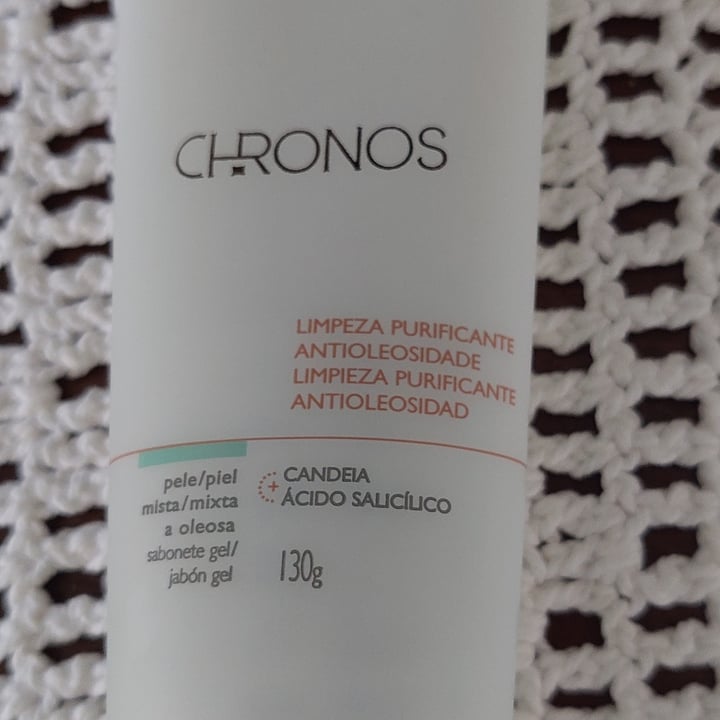 CHRONOS
LIMPEZA PURIFICANTE
ANTIOLEOSIDADE
LIMPIEZA PURIFICANTE
ANTIOLEOSIDAD
pele/piel
mista/mixta
a oleosa
sabonete gel/
jabón gel
CANDEIA
+ ÁCIDO SALICÍLICO
130g